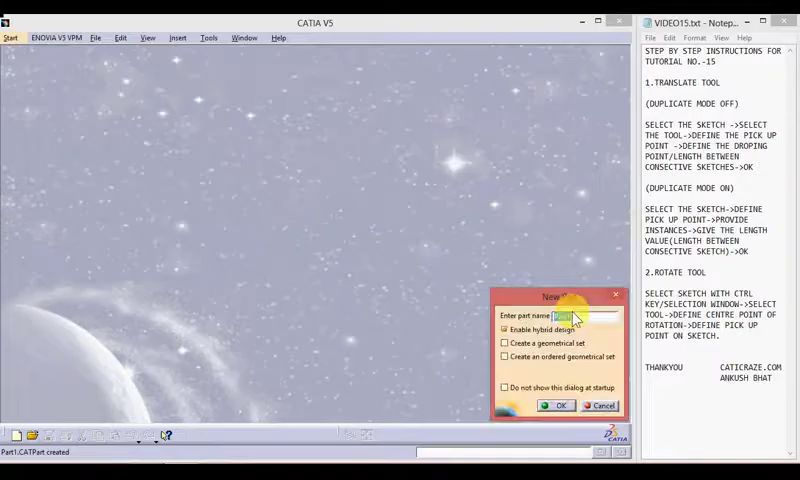 CATIA V5
Start ENOVIA V5 VPM File Edit View Insert Tools Window Help
Enter part name
Enable hybrid design
Create a geometrical set
Create an ordered geometrical set
Do not show this dialog at startup
OK Cancel
CATIA
Part1.CATPart created
VIDEO15.txt - Notep...
File Edit Format View Help
STEP BY STEP INSTRUCTIONS FOR
TUTORIAL NO.-15
1.TRANSLATE TOOL
(DUPLICATE MODE OFF)
SELECT THE SKETCH ->SELECT
THE TOOL->DEFINE THE PICK UP
POINT ->DEFINE THE DROPING
POINT/LENGTH BETWEEN
CONSECTIVE SKETCHES->OK
(DUPLICATE MODE ON)
SELECT THE SKETCH->DEFINE
PICK UP POINT->PROVIDE
INSTANCES->GIVE THE LENGTH
VALUE(LENGTH BETWEEN
CONSECTIVE SKETCH)->OK
2.ROTATE TOOL
SELECT SKETCH WITH CTRL
KEY/SELECTION WINDOW->SELECT
TOOL->DEFINE CENTRE POINT OF
ROTATION->DEFINE PICK UP
POINT ON SKETCH.
THANKYOU CATICRAZE.COM
ANKUSH BHAT